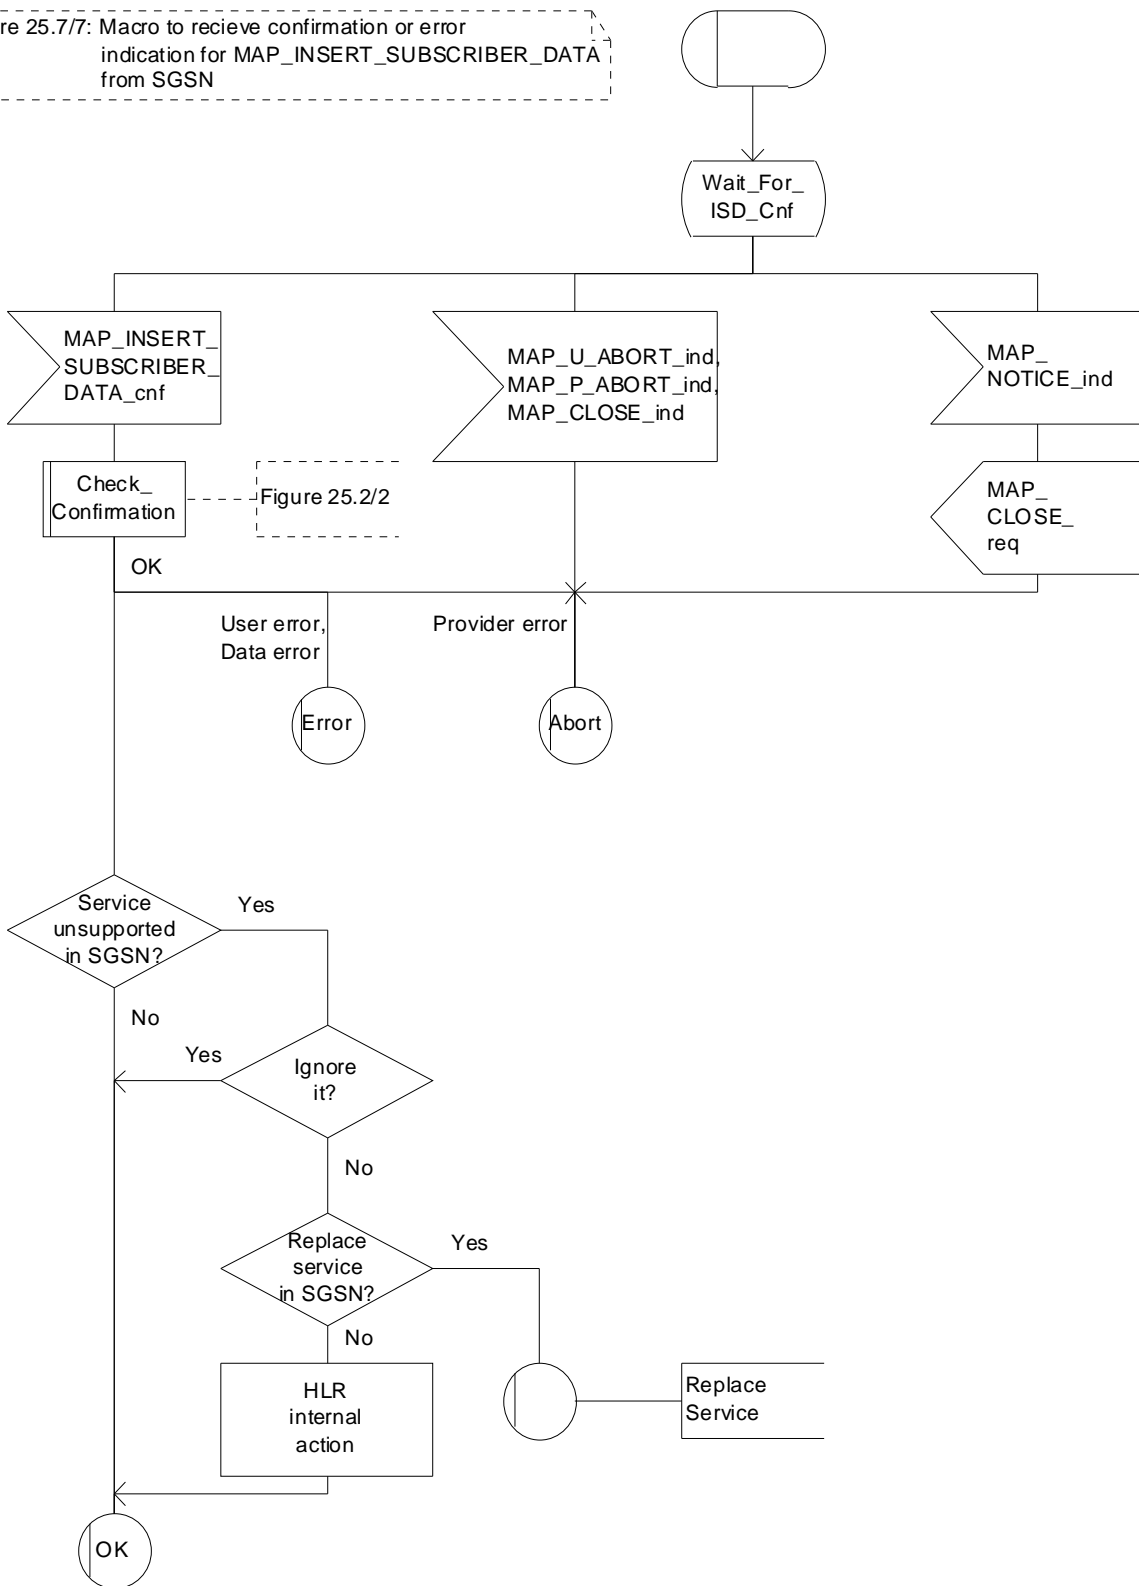 re 25.7/7: Macro to recieve confirmation or error
indication for MAP_INSERT_SUBSCRIBER_DATA
from SGSN
Wait_For_
ISD_Cnf
MAP_INSERT_
SUBSCRIBER_
DATA_cnf
MAP_U_ABORT_ind,
MAP_P_ABORT_ind,
MAP_CLOSE_ind
MAP_
NOTICE_ind
Check_
Confirmation
Figure 25.2/2
MAP_
CLOSE_
req
OK
User error,
Data error
Provider error
Error
Abort
Service
unsupported
in SGSN?
Yes
No
Yes
Ignore
it?
No
Replace
service
in SGSN?
Yes
No
HLR
internal
action
Replace
Service
OK